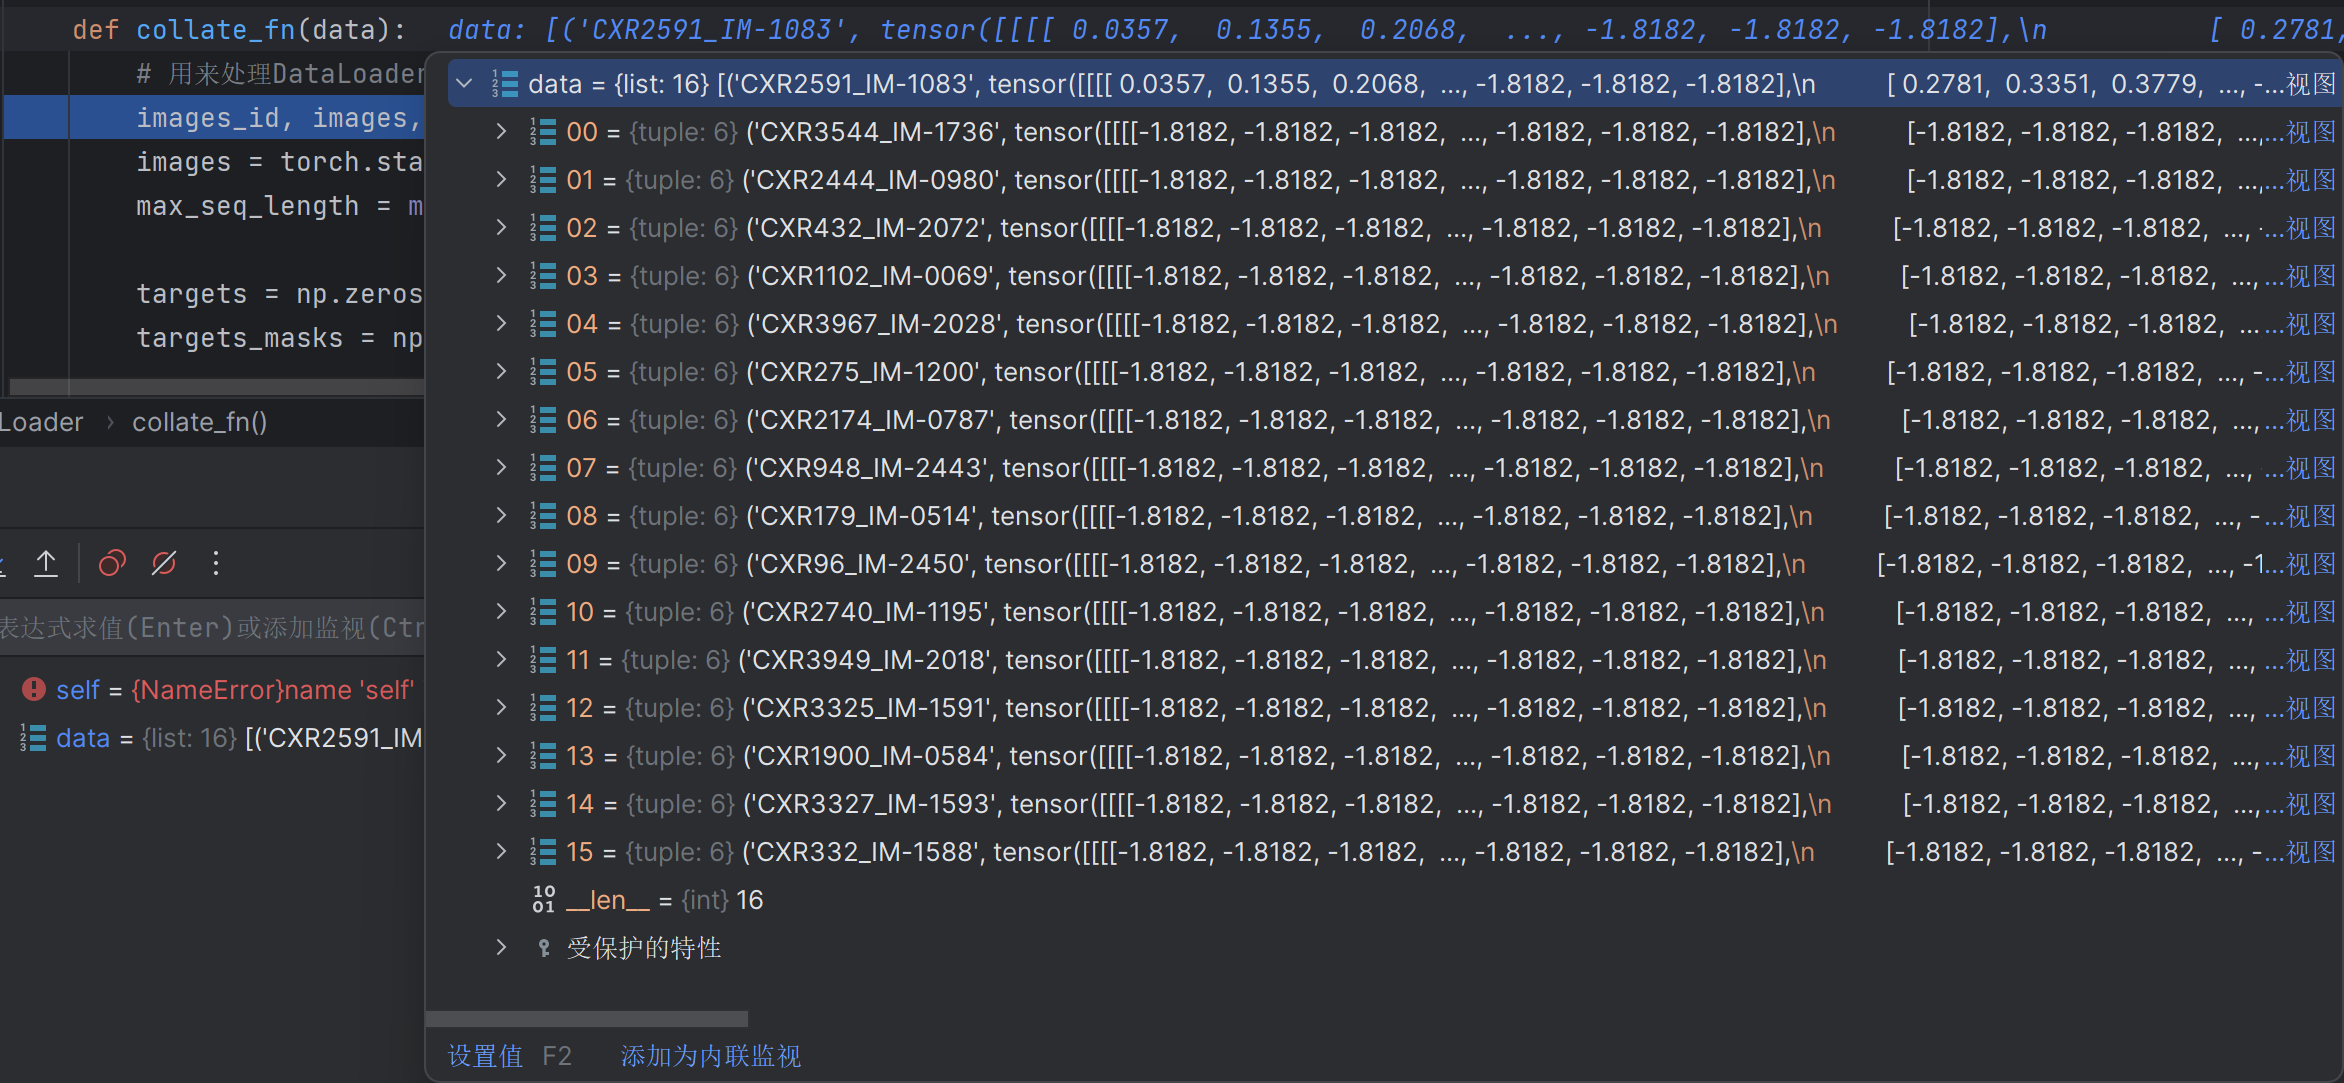 def collate_fn(data):   data: [('CXR2591_IM-1083', tensor([[[[ 0.0357,  0.1355,  0.2068,  ..., -1.8182, -1.8182, -1.8182],\n          [ 0.2781,
# 用来处理DataLoader
images_id, images,
images = torch.sta
max_seq_length = m
targets = np.zeros
targets_masks = np
Loader > collate_fn()
表达式求值(Enter)或添加监视(Ctr
self = {NameError}name 'self'
data = {list: 16} [('CXR2591_IM
data = {list: 16} [('CXR2591_IM-1083', tensor([[[[ 0.0357,  0.1355,  0.2068,  ..., -1.8182, -1.8182, -1.8182],\n          [ 0.2781,  0.3351,  0.3779,  ..., -...视图
00 = {tuple: 6} ('CXR3544_IM-1736', tensor([[[[-1.8182, -1.8182, -1.8182,  ..., -1.8182, -1.8182, -1.8182],\n          [-1.8182, -1.8182, -1.8182,  ...,...视图
01 = {tuple: 6} ('CXR2444_IM-0980', tensor([[[[-1.8182, -1.8182, -1.8182,  ..., -1.8182, -1.8182, -1.8182],\n          [-1.8182, -1.8182, -1.8182,  ...,...视图
02 = {tuple: 6} ('CXR432_IM-2072', tensor([[[[-1.8182, -1.8182, -1.8182,  ..., -1.8182, -1.8182, -1.8182],\n          [-1.8182, -1.8182, -1.8182,  ..., -...视图
03 = {tuple: 6} ('CXR1102_IM-0069', tensor([[[[-1.8182, -1.8182, -1.8182,  ..., -1.8182, -1.8182, -1.8182],\n          [-1.8182, -1.8182, -1.8182,  ..., ...视图
04 = {tuple: 6} ('CXR3967_IM-2028', tensor([[[[-1.8182, -1.8182, -1.8182,  ..., -1.8182, -1.8182, -1.8182],\n          [-1.8182, -1.8182, -1.8182,  ......视图
05 = {tuple: 6} ('CXR275_IM-1200', tensor([[[[-1.8182, -1.8182, -1.8182,  ..., -1.8182, -1.8182, -1.8182],\n          [-1.8182, -1.8182, -1.8182,  ..., -...视图
06 = {tuple: 6} ('CXR2174_IM-0787', tensor([[[[-1.8182, -1.8182, -1.8182,  ..., -1.8182, -1.8182, -1.8182],\n          [-1.8182, -1.8182, -1.8182,  ..., ...视图
07 = {tuple: 6} ('CXR948_IM-2443', tensor([[[[-1.8182, -1.8182, -1.8182,  ..., -1.8182, -1.8182, -1.8182],\n          [-1.8182, -1.8182, -1.8182,  ..., ...视图
08 = {tuple: 6} ('CXR179_IM-0514', tensor([[[[-1.8182, -1.8182, -1.8182,  ..., -1.8182, -1.8182, -1.8182],\n          [-1.8182, -1.8182, -1.8182,  ..., -...视图
09 = {tuple: 6} ('CXR96_IM-2450', tensor([[[[-1.8182, -1.8182, -1.8182,  ..., -1.8182, -1.8182, -1.8182],\n          [-1.8182, -1.8182, -1.8182,  ..., -1...视图
10 = {tuple: 6} ('CXR2740_IM-1195', tensor([[[[-1.8182, -1.8182, -1.8182,  ..., -1.8182, -1.8182, -1.8182],\n          [-1.8182, -1.8182, -1.8182,  ..., ...视图
11 = {tuple: 6} ('CXR3949_IM-2018', tensor([[[[-1.8182, -1.8182, -1.8182,  ..., -1.8182, -1.8182, -1.8182],\n          [-1.8182, -1.8182, -1.8182,  ..., ...视图
12 = {tuple: 6} ('CXR3325_IM-1591', tensor([[[[-1.8182, -1.8182, -1.8182,  ..., -1.8182, -1.8182, -1.8182],\n          [-1.8182, -1.8182, -1.8182,  ..., ...视图
13 = {tuple: 6} ('CXR1900_IM-0584', tensor([[[[-1.8182, -1.8182, -1.8182,  ..., -1.8182, -1.8182, -1.8182],\n          [-1.8182, -1.8182, -1.8182,  ..., ...视图
14 = {tuple: 6} ('CXR3327_IM-1593', tensor([[[[-1.8182, -1.8182, -1.8182,  ..., -1.8182, -1.8182, -1.8182],\n          [-1.8182, -1.8182, -1.8182,  ..., ...视图
15 = {tuple: 6} ('CXR332_IM-1588', tensor([[[[-1.8182, -1.8182, -1.8182,  ..., -1.8182, -1.8182, -1.8182],\n          [-1.8182, -1.8182, -1.8182,  ..., -...视图
__len__ = {int} 16
受保护的特性
设置值 F2 添加为内联监视